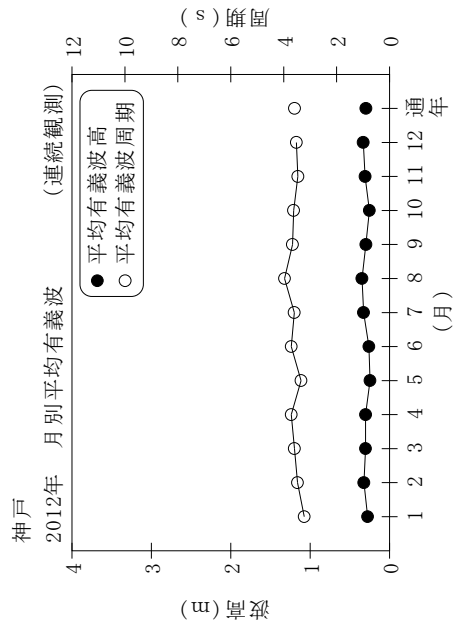 神戸
2012年 月別平均有義波 (連続観測)
●平均有義波高
○平均有義波周期
波高(m)
4
3
2
1
0
周期(s)
12
10
8
6
4
2
0
1 2 3 4 5 6 7 8 9 10 11 12 通年
(月)